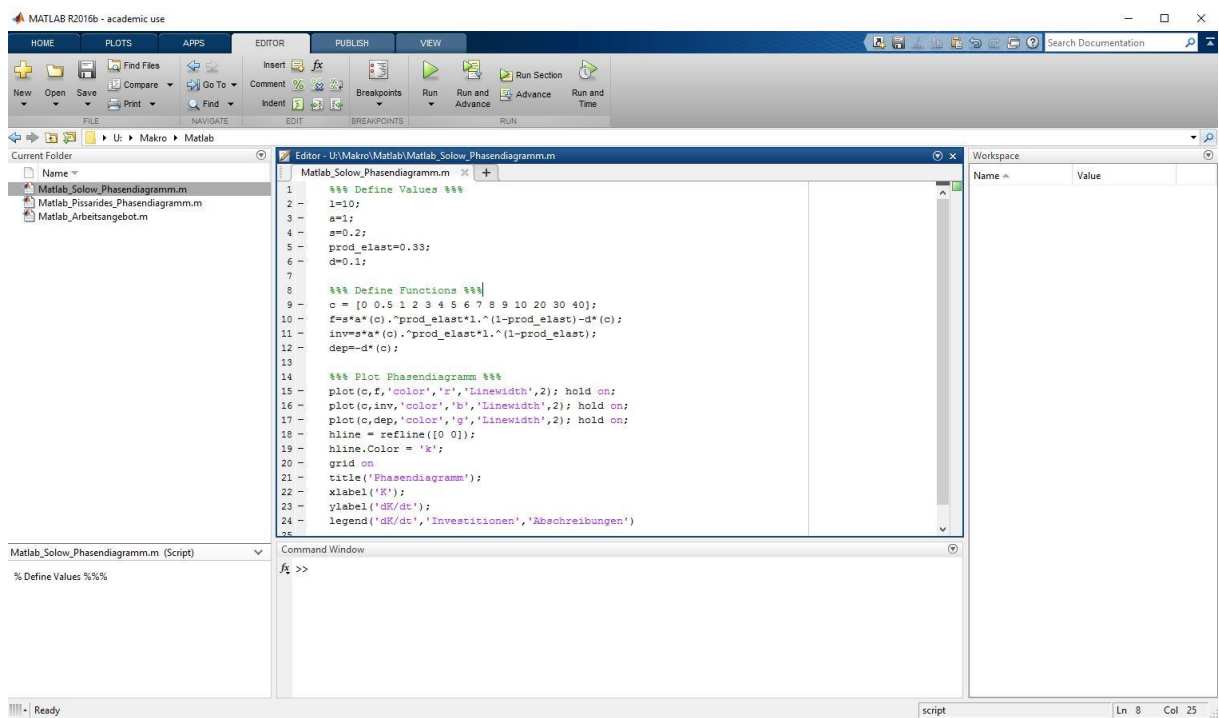 MATLAB R2016b - academic use
HOME PLOTS APPS EDITOR PUBLISH VIEW
Search Documentation
New Open Save
Find Files
Compare
Print
Go To
Find
Insert fx
Comment
Indent
Breakpoints
Run
Run and Advance
Run Section
Advance
Run and Time
FILE NAVIGATE EDIT BREAKPOINTS RUN
U: Makro Matlab
Current Folder
Name
Matlab_Solow_Phasendiagramm.m
Matlab_Pissarides_Phasendiagramm.m
Matlab_Arbeitsangebot.m
Editor - U:\Makro\Matlab\Matlab_Solow_Phasendiagramm.m
Matlab_Solow_Phasendiagramm.m
1 %%% Define Values %%%
2 - l=10;
3 - a=1;
4 - s=0.2;
5 - prod_elast=0.33;
6 - d=0.1;
7
8 %%% Define Functions %%%
9 - c = [0 0.5 1 2 3 4 5 6 7 8 9 10 20 30 40];
10 - f=s*a*(c).^prod_elast*l.^(1-prod_elast)-d*(c);
11 - inv=s*a*(c).^prod_elast*l.^(1-prod_elast);
12 - dep=-d*(c);
13
14 %%% Plot Phasendiagramm %%%
15 - plot(c,f,'color','r','Linewidth',2); hold on;
16 - plot(c,inv,'color','b','Linewidth',2); hold on;
17 - plot(c,dep,'color','g','Linewidth',2); hold on;
18 - hline = refline([0 0]);
19 - hline.Color = 'k';
20 - grid on
21 - title('Phasendiagramm');
22 - xlabel('K');
23 - ylabel('dK/dt');
24 - legend('dK/dt','Investitionen','Abschreibungen')
25
Workspace
Name Value
Matlab_Solow_Phasendiagramm.m (Script)
% Define Values %%%
Command Window
fx >>
Ready
script
Ln 8 Col 25